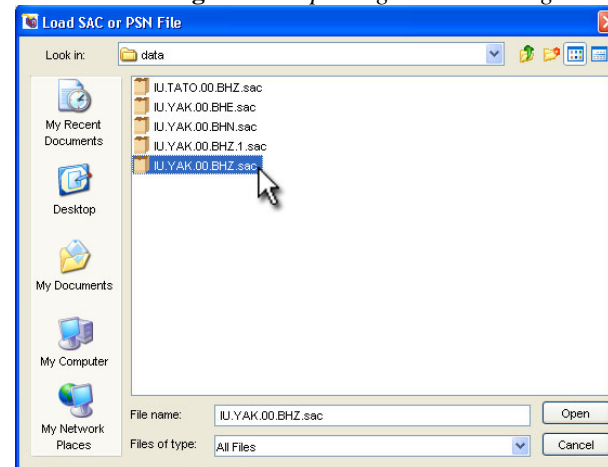 Load SAC or PSN File
Look in: data
IU.TATO.00.BHZ.sac
IU.YAK.00.BHE.sac
IU.YAK.00.BHN.sac
IU.YAK.00.BHZ.1.sac
IU.YAK.00.BHZ.sac
My Recent
Documents
Desktop
My Documents
My Computer
My Network
Places
File name: IU.YAK.00.BHZ.sac Open
Files of type: All Files Cancel